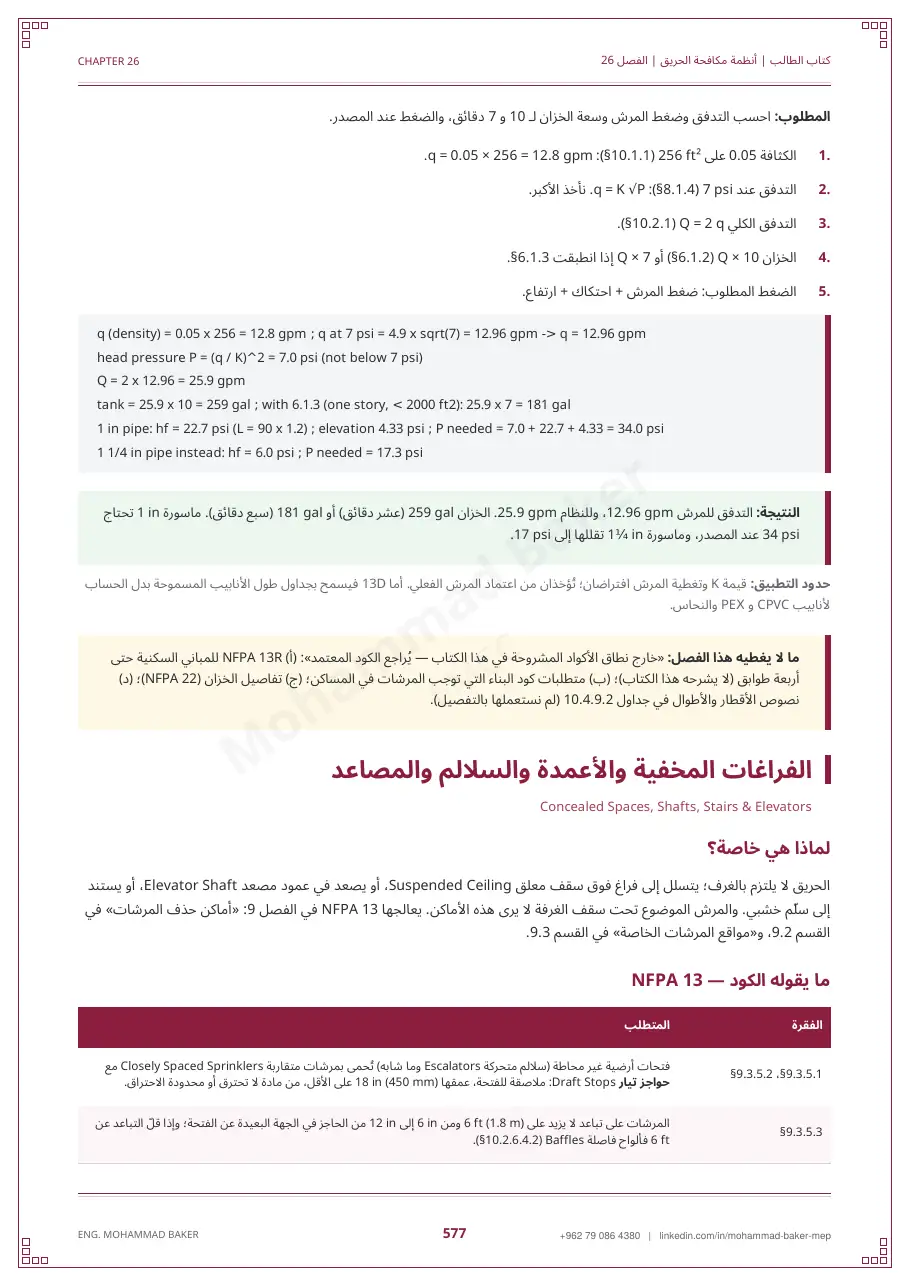 كتاب الطالب | أنظمة مكافحة الحريق | الفصل 26
CHAPTER 26
المطلوب: احسب التدفق وضغط المرش وسعة الخزان لـ 10 و 7 دقائق، والضغط عند المصدر.
1. الكثافة 0.05 على 256 ft² (§10.1.1): q = 0.05 × 256 = 12.8 gpm.
2. التدفق عند 7 psi (§8.1.4): q = K √P. نأخذ الأكبر.
3. التدفق الكلي Q = 2 q (§10.2.1).
4. الخزان Q × 10 (§6.1.2) أو Q × 7 إذا انطبقت §6.1.3.
5. الضغط المطلوب: ضغط المرش + احتكاك + ارتفاع.
q (density) = 0.05 x 256 = 12.8 gpm ; q at 7 psi = 4.9 x sqrt(7) = 12.96 gpm -> q = 12.96 gpm
head pressure P = (q / K)^2 = 7.0 psi (not below 7 psi)
Q = 2 x 12.96 = 25.9 gpm
tank = 25.9 x 10 = 259 gal ; with 6.1.3 (one story, < 2000 ft2): 25.9 x 7 = 181 gal
1 in pipe: hf = 22.7 psi (L = 90 x 1.2) ; elevation 4.33 psi ; P needed = 7.0 + 22.7 + 4.33 = 34.0 psi
1 1/4 in pipe instead: hf = 6.0 psi ; P needed = 17.3 psi
النتيجة: التدفق للمرش 12.96 gpm، وللنظام 25.9 gpm. الخزان 259 gal (عشر دقائق) أو 181 gal (سبع دقائق). ماسورة 1 in تحتاج
34 psi عند المصدر، وماسورة 1¼ in تقللها إلى 17 psi.
حدود التطبيق: قيمة K وتغطية المرش افتراضان؛ تُؤخذان من اعتماد المرش الفعلي. أما 13D فيسمح بجداول طول الأنابيب المسموحة بدل الحساب
لأنابيب CPVC و PEX والنحاس.
ما لا يغطيه هذا الفصل: «خارج نطاق الأكواد المشروحة في هذا الكتاب — يُراجع الكود المعتمد»: (أ) NFPA 13R للمباني السكنية حتى
أربعة طوابق (لا يشرحه هذا الكتاب)؛ (ب) متطلبات كود البناء التي توجب المرشات في المساكن؛ (ج) تفاصيل الخزان (NFPA 22)؛ (د)
نصوص الأقطار والأطوال في جداول 10.4.9.2 (لم نستعملها بالتفصيل).
Mohammad Baker
الفراغات المخفية والأعمدة والسلالم والمصاعد
Concealed Spaces, Shafts, Stairs & Elevators
لماذا هي خاصة؟
الحريق لا يلتزم بالغرف؛ يتسلل إلى فراغ فوق سقف معلق Suspended Ceiling، أو يصعد في عمود مصعد Elevator Shaft، أو يستند
إلى سلّم خشبي. والمرش الموضوع تحت سقف الغرفة لا يرى هذه الأماكن. يعالجها NFPA 13 في الفصل 9: «أماكن حذف المرشات» في
القسم 9.2، و«مواقع المرشات الخاصة» في القسم 9.3.
ما يقوله الكود — NFPA 13
الفقرة المتطلب
§9.3.5.1، §9.3.5.2 فتحات أرضية غير محاطة (سلالم متحركة Escalators وما شابه) تُحمى بمرشات متقاربة Closely Spaced Sprinklers مع
حواجز تيار Draft Stops: ملاصقة للفتحة، عمقها 18 in (450 mm) على الأقل، من مادة لا تحترق أو محدودة الاحتراق.
§9.3.5.3 المرشات على تباعد لا يزيد على 6 ft (1.8 m) ومن 6 in إلى 12 in من الحاجز في الجهة البعيدة عن الفتحة؛ وإذا قلّ التباعد عن
6 ft فألواح فاصلة Baffles (§10.2.6.4.2).
ENG. MOHAMMAD BAKER
577
+962 79 086 4380 | linkedin.com/in/mohammad-baker-mep